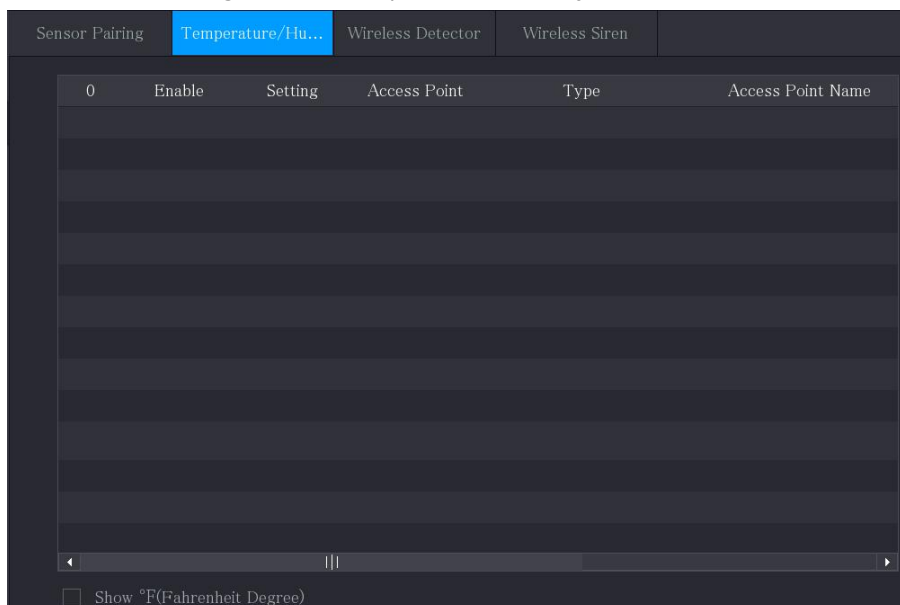 Sensor Pairing Temperature/Hu... Wireless Detector Wireless Siren
0 Enable Setting Access Point Type Access Point Name
Show °F(Fahrenheit Degree)